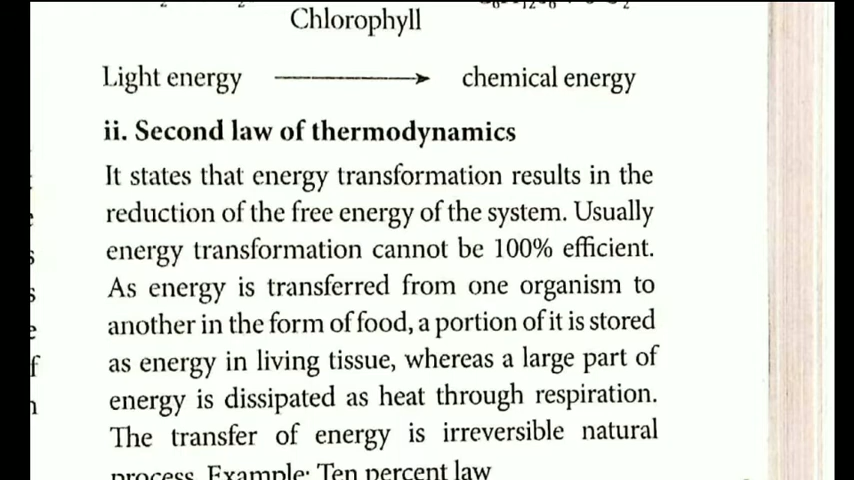 Chlorophyll
Light energy ⟶ chemical energy
ii. Second law of thermodynamics
It states that energy transformation results in the
reduction of the free energy of the system. Usually
energy transformation cannot be 100% efficient.
As energy is transferred from one organism to
another in the form of food, a portion of it is stored
as energy in living tissue, whereas a large part of
energy is dissipated as heat through respiration.
The transfer of energy is irreversible natural
process. Example: Ten percent law